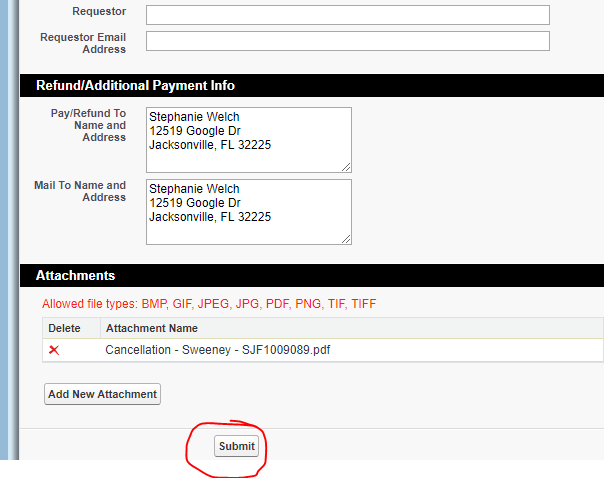 Requestor
Requestor Email
Address
Refund/Additional Payment Info
Pay/Refund To
Name and
Address
Stephanie Welch
12519 Google Dr
Jacksonville, FL 32225
Mail To Name and
Address
Stephanie Welch
12519 Google Dr
Jacksonville, FL 32225
Attachments
Allowed file types: BMP, GIF, JPEG, JPG, PDF, PNG, TIF, TIFF
Delete Attachment Name
Cancellation - Sweeney - SJF1009089.pdf
Add New Attachment
Submit